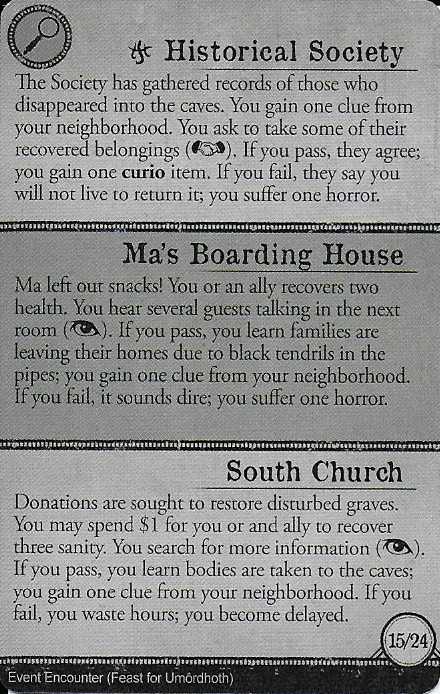 Historical Society
The Society has gathered records of those who
disappeared into the caves. You gain one clue from
your neighborhood. You ask to take some of their
recovered belongings (). If you pass, they agree;
you gain one curio item. If you fail, they say you
will not live to return it; you suffer one horror.
Ma's Boarding House
Ma left out snacks! You or an ally recovers two
health. You hear several guests talking in the next
room (). If you pass, you learn families are
leaving their homes due to black tendrils in the
pipes; you gain one clue from your neighborhood.
If you fail, it sounds dire; you suffer one horror.
South Church
Donations are sought to restore disturbed graves.
You may spend $1 for you or and ally to recover
three sanity. You search for more information ().
If you pass, you learn bodies are taken to the caves;
you gain one clue from your neighborhood. If you
fail, you waste hours; you become delayed.
15/24
Event Encounter (Feast for Umôrdhoth)